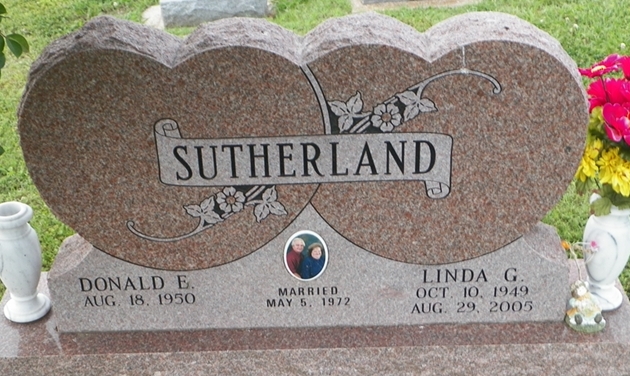 SUTHERLAND
DONALD E.
AUG. 18, 1950
MARRIED
MAY 5, 1972
LINDA G.
OCT. 10, 1949
AUG. 29, 2005